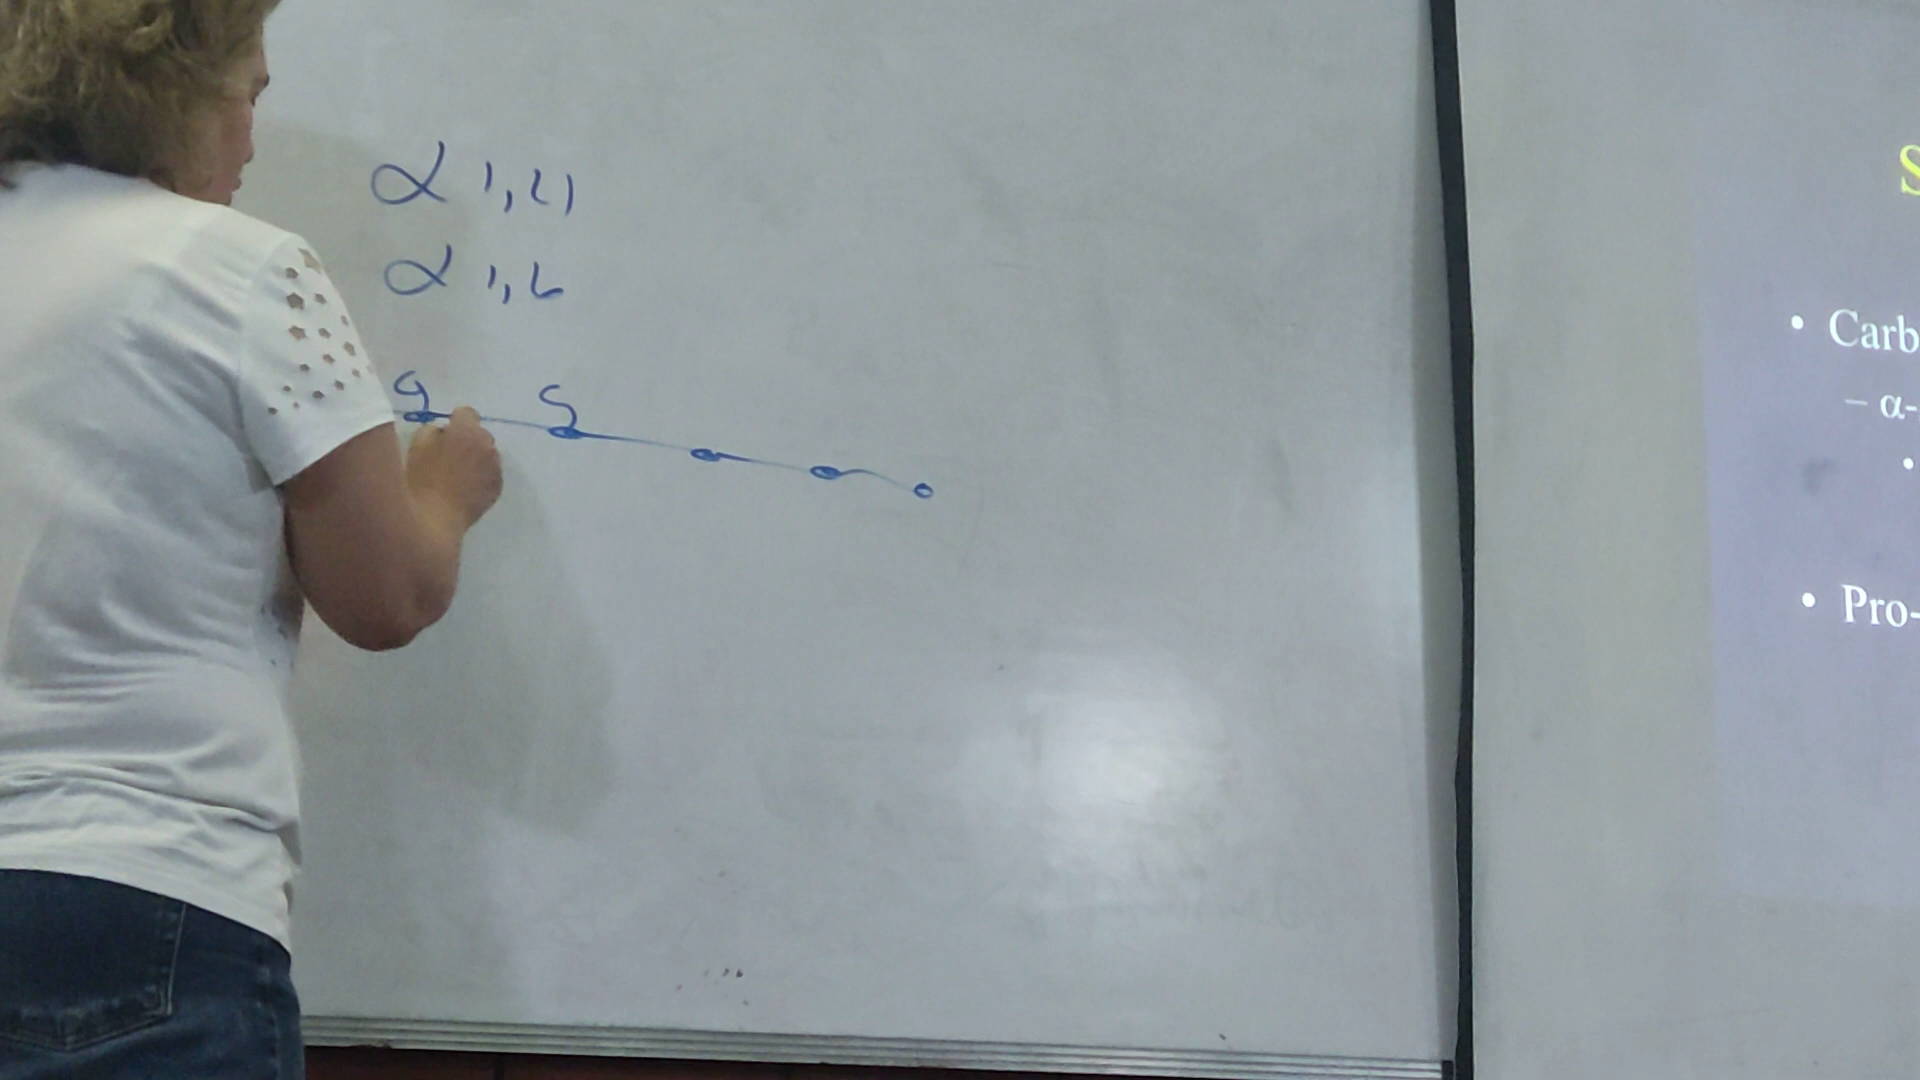 α 1,4
α 1,6
G G
S
• Carb
– α-
•
• Pro-